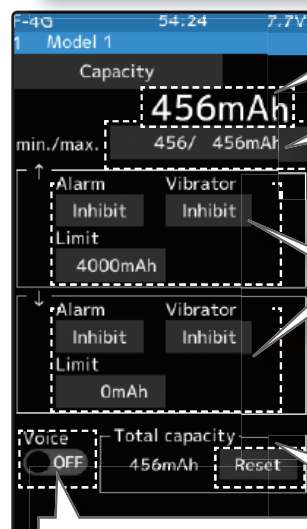 F-4G 54.24 7.7V
1 Model 1
Capacity
456mAh
min./max. 456/ 456mAh
↑
Alarm Vibrator
Inhibit Inhibit
Limit
4000mAh
↓
Alarm Vibrator
Inhibit Inhibit
Limit
0mAh
Voice Total capacity
OFF 456mAh Reset